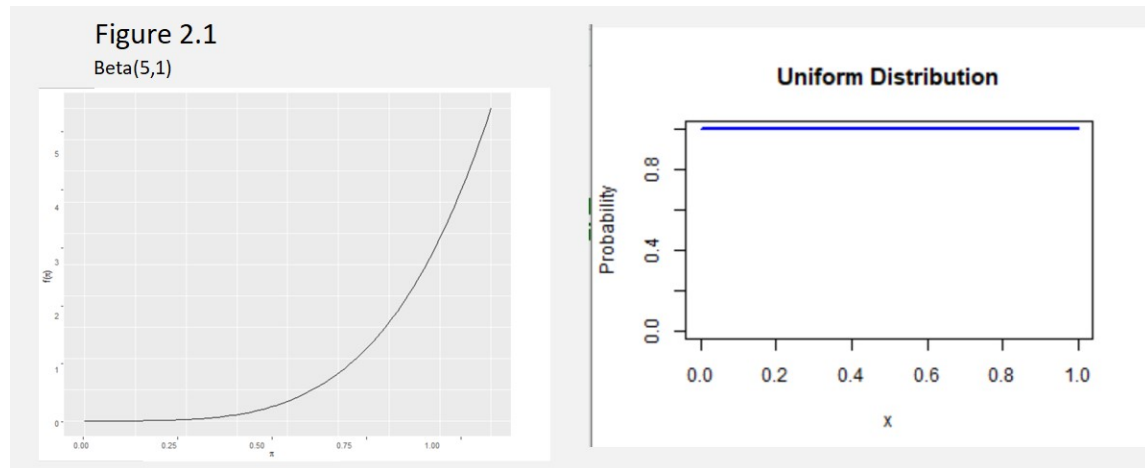 Figure 2.1
Beta(5,1)
5
4
3
2
1
0
f(π)
0.00 0.25 0.50 0.75 1.00
π
Uniform Distribution
Probability
0.8
0.4
0.0
0.0 0.2 0.4 0.6 0.8 1.0
x